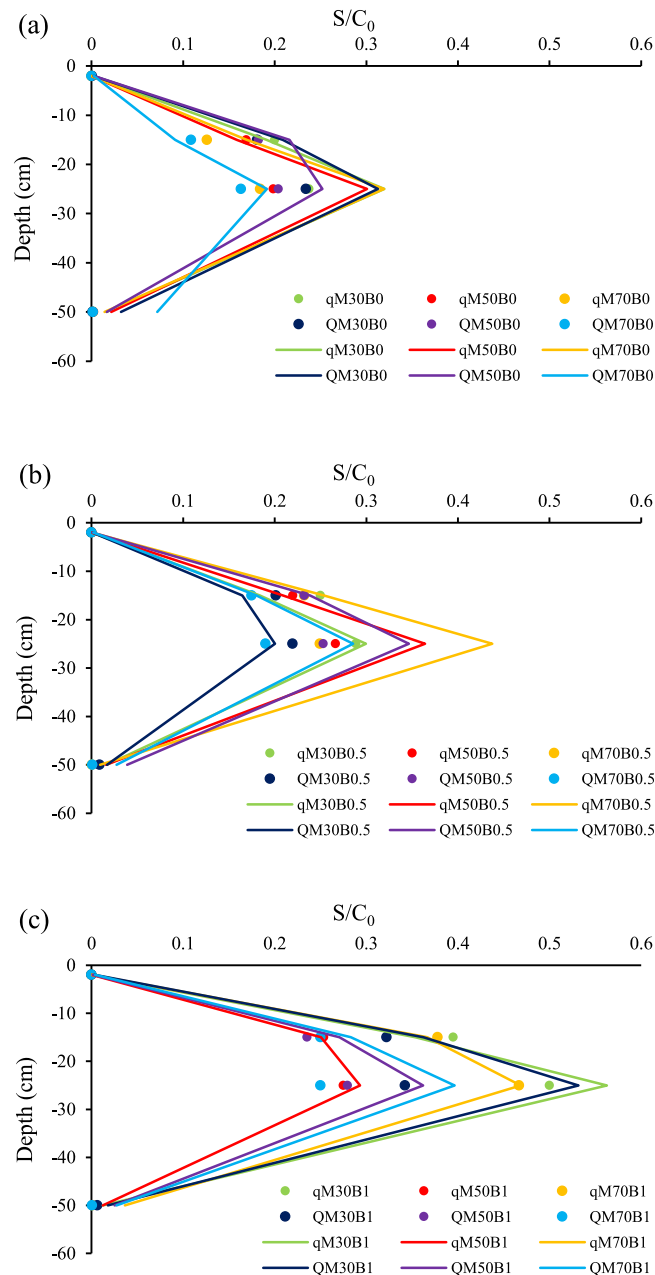 (a)
S/C0
0 0.1 0.2 0.3 0.4 0.5 0.6
0
-10
-20
-30
-40
-50
-60
Depth (cm)
qM30B0 qM50B0 qM70B0
QM30B0 QM50B0 QM70B0
qM30B0 qM50B0 qM70B0
QM30B0 QM50B0 QM70B0
(b)
S/C0
0 0.1 0.2 0.3 0.4 0.5 0.6
0
-10
-20
-30
-40
-50
-60
Depth (cm)
qM30B0.5 qM50B0.5 qM70B0.5
QM30B0.5 QM50B0.5 QM70B0.5
qM30B0.5 qM50B0.5 qM70B0.5
QM30B0.5 QM50B0.5 QM70B0.5
(c)
S/C0
0 0.1 0.2 0.3 0.4 0.5 0.6
0
-10
-20
-30
-40
-50
-60
Depth (cm)
qM30B1 qM50B1 qM70B1
QM30B1 QM50B1 QM70B1
qM30B1 qM50B1 qM70B1
QM30B1 QM50B1 QM70B1